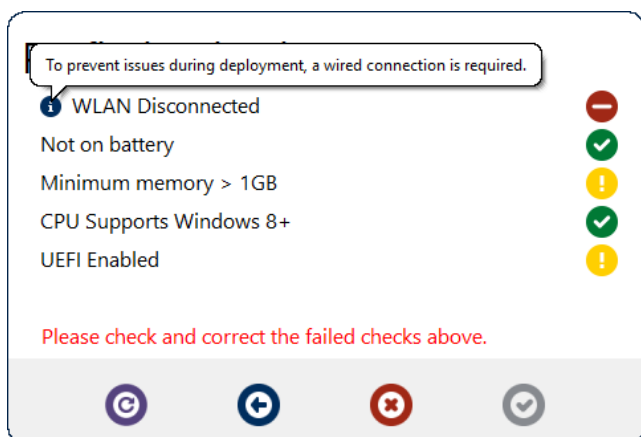 To prevent issues during deployment, a wired connection is required.
WLAN Disconnected
Not on battery
Minimum memory > 1GB
CPU Supports Windows 8+
UEFI Enabled
Please check and correct the failed checks above.